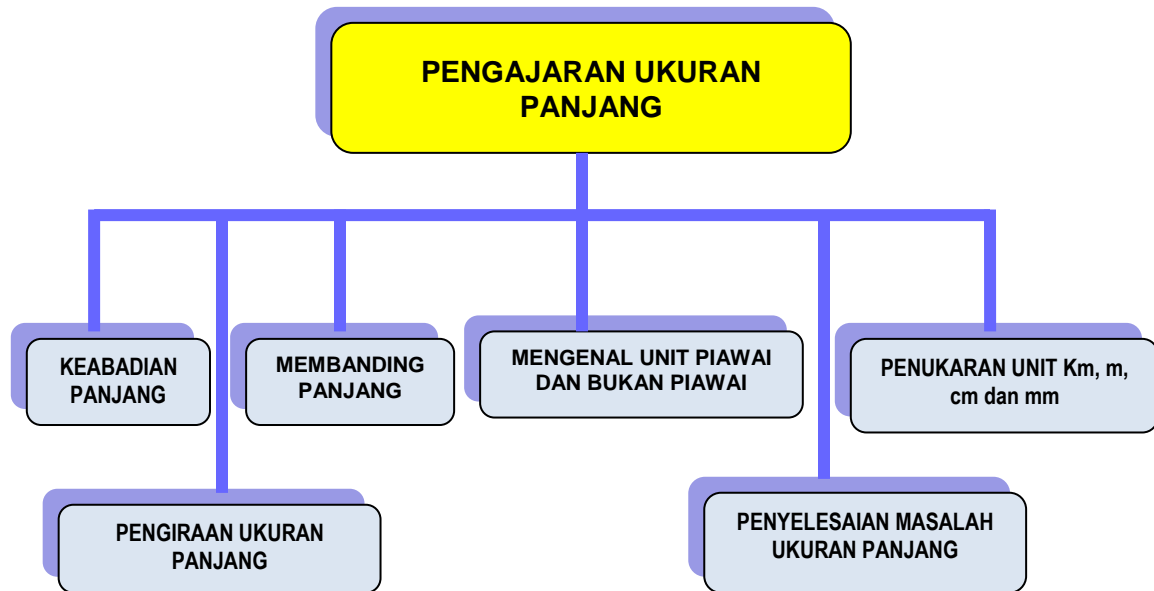 PENGAJARAN UKURAN
PANJANG
KEABADIAN
PANJANG
MEMBANDING
PANJANG
MENGENAL UNIT PIAWAI
DAN BUKAN PIAWAI
PENUKARAN UNIT Km, m,
cm dan mm
PENGIRAAN UKURAN
PANJANG
PENYELESAIAN MASALAH
UKURAN PANJANG